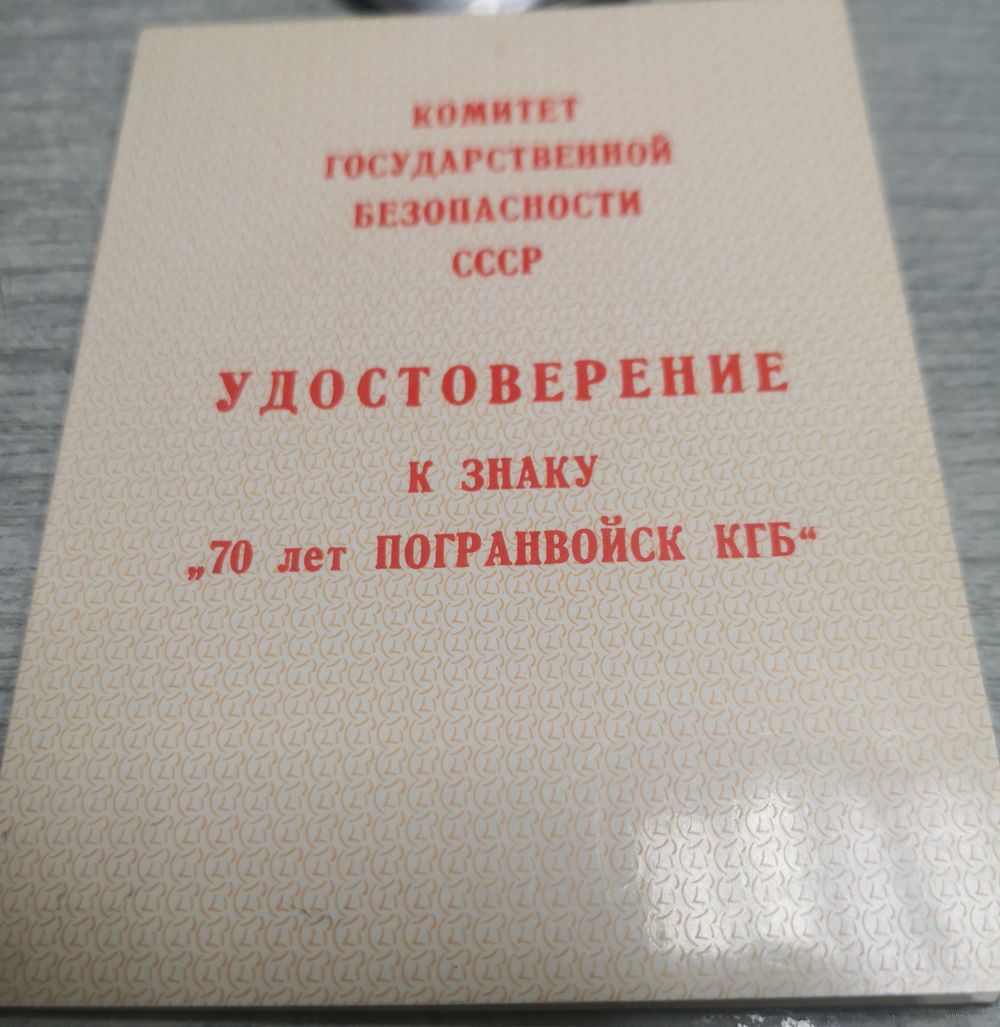 КОМИТЕТ
ГОСУДАРСТВЕННОЙ
БЕЗОПАСНОСТИ
СССР
УДОСТОВЕРЕНИЕ
К ЗНАКУ
„70 лет ПОГРАНВОЙСК КГБ“